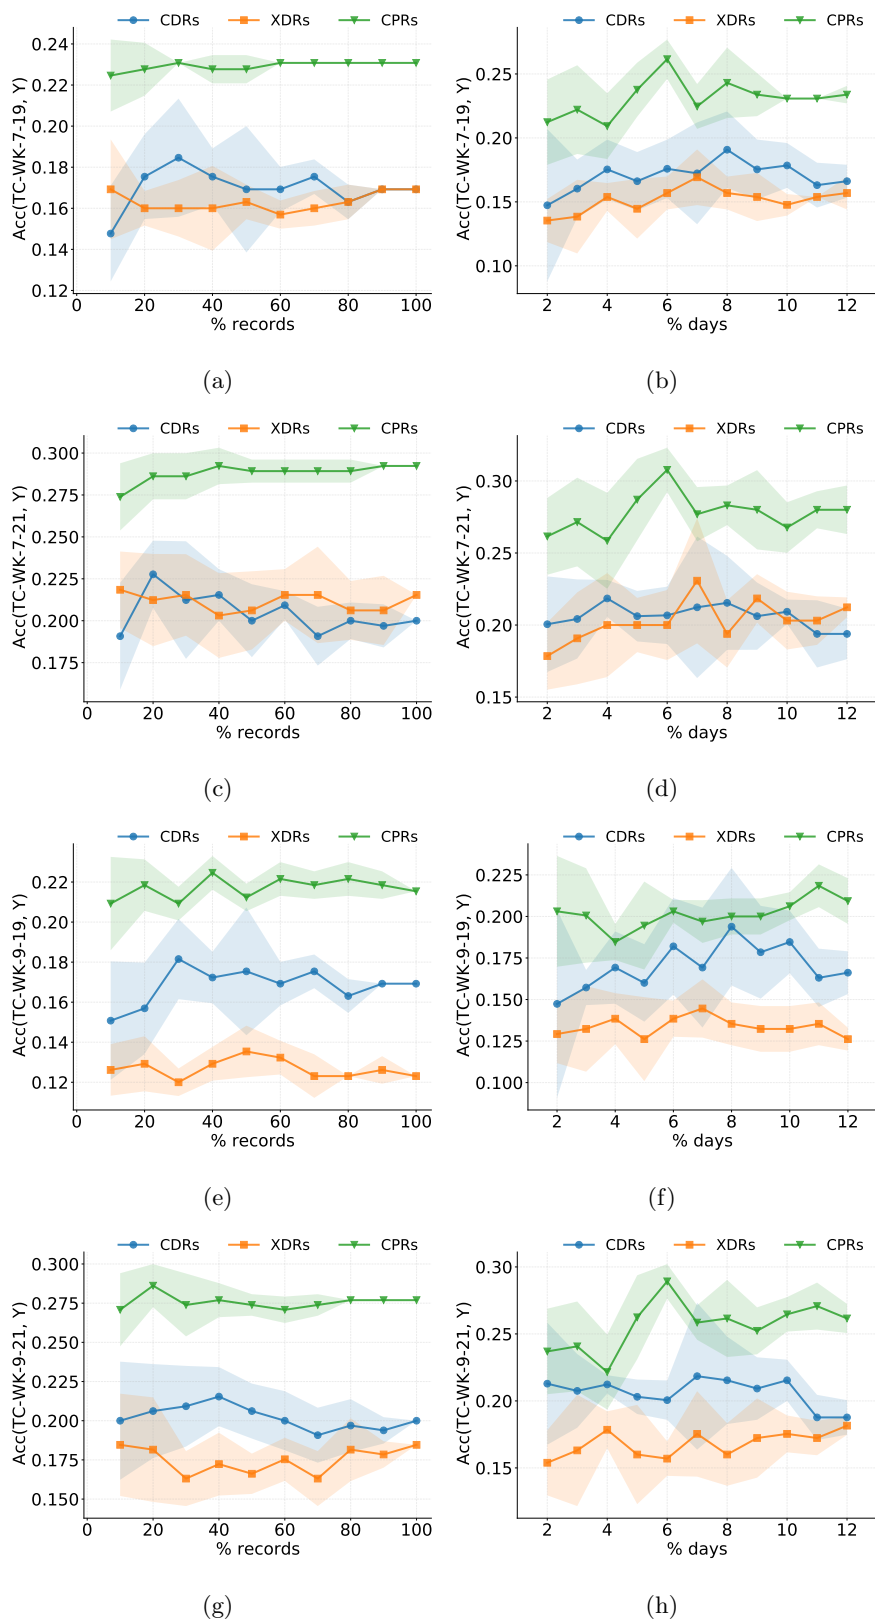 CDRs XDRs CPRs
Acc(TC-WK-7-19, Y)
0.24
0.22
0.20
0.18
0.16
0.14
0.12
0 20 40 60 80 100
% records
(a)
CDRs XDRs CPRs
Acc(TC-WK-7-19, Y)
0.25
0.20
0.15
0.10
2 4 6 8 10 12
% days
(b)
CDRs XDRs CPRs
Acc(TC-WK-7-21, Y)
0.300
0.275
0.250
0.225
0.200
0.175
0 20 40 60 80 100
% records
(c)
CDRs XDRs CPRs
Acc(TC-WK-7-21, Y)
0.30
0.25
0.20
0.15
2 4 6 8 10 12
% days
(d)
CDRs XDRs CPRs
Acc(TC-WK-9-19, Y)
0.22
0.20
0.18
0.16
0.14
0.12
0 20 40 60 80 100
% records
(e)
CDRs XDRs CPRs
Acc(TC-WK-9-19, Y)
0.225
0.200
0.175
0.150
0.125
0.100
2 4 6 8 10 12
% days
(f)
CDRs XDRs CPRs
Acc(TC-WK-9-21, Y)
0.300
0.275
0.250
0.225
0.200
0.175
0.150
0 20 40 60 80 100
% records
(g)
CDRs XDRs CPRs
Acc(TC-WK-9-21, Y)
0.30
0.25
0.20
0.15
2 4 6 8 10 12
% days
(h)